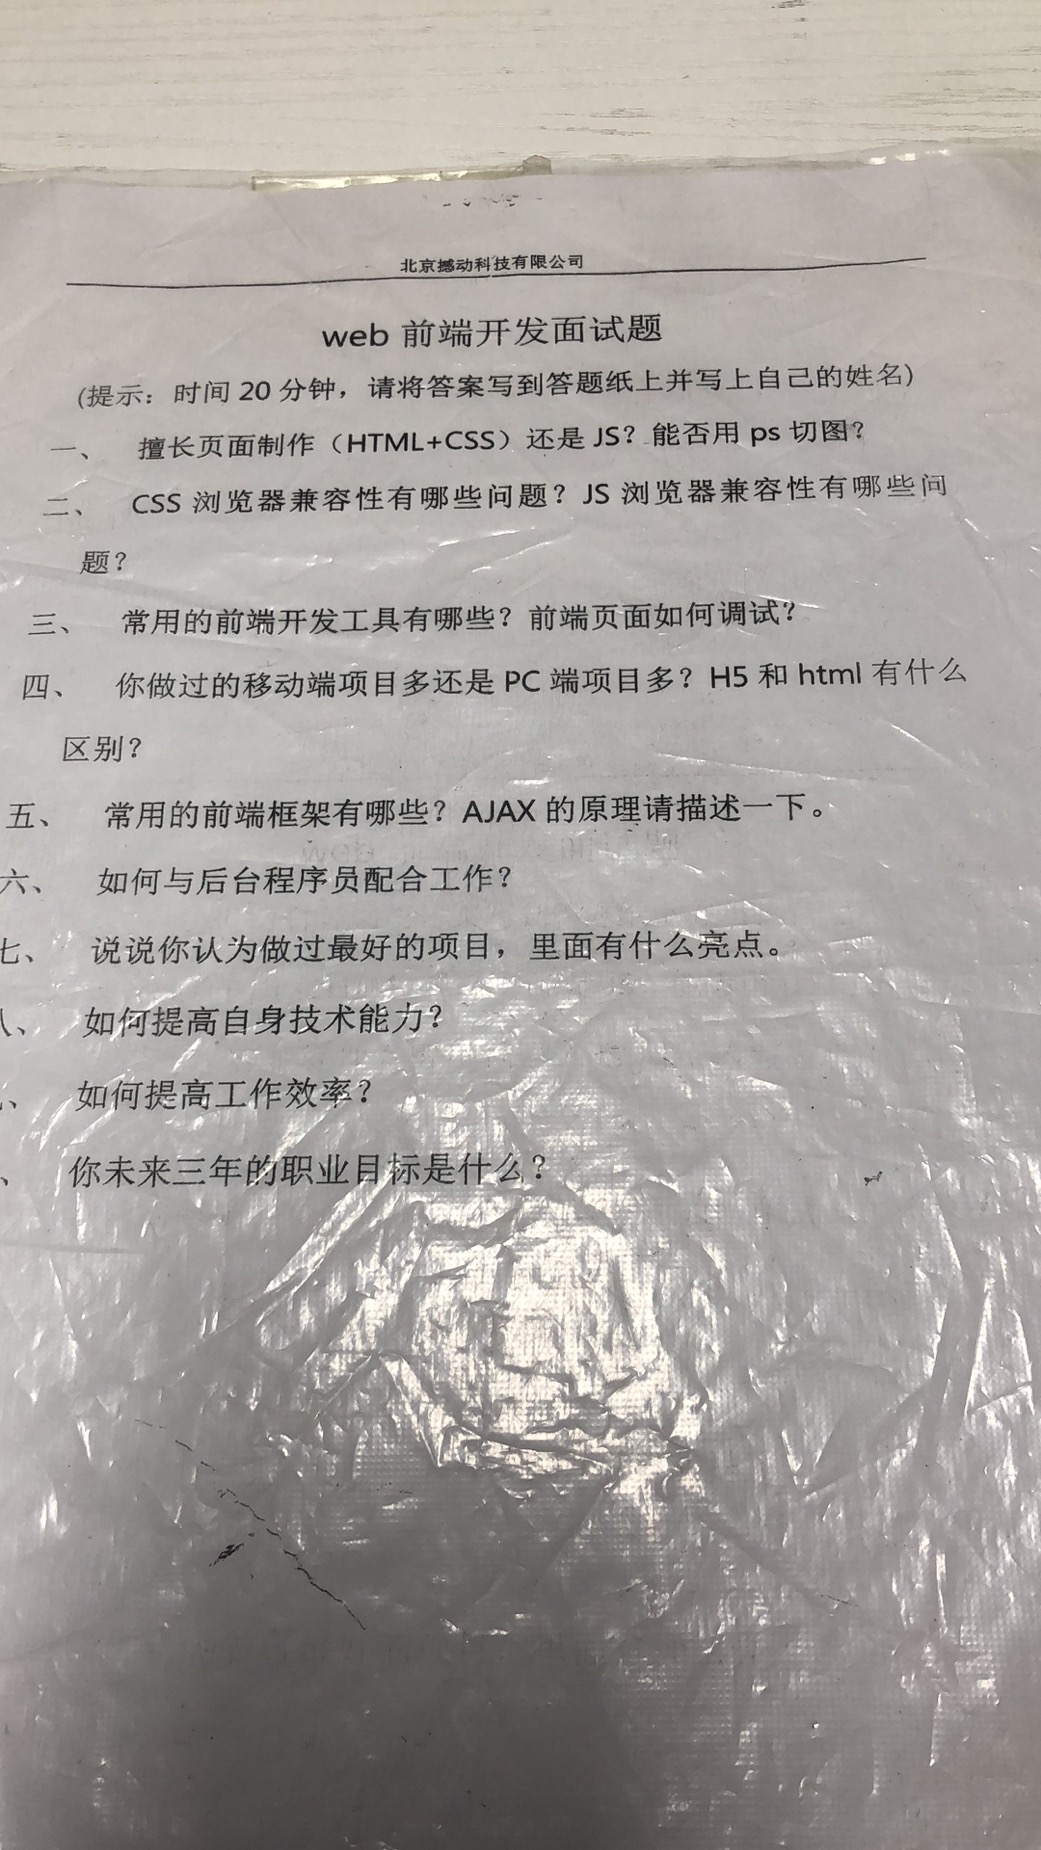 北京撼动科技有限公司
web 前端开发面试题
(提示：时间 20 分钟，请将答案写到答题纸上并写上自己的姓名)
一、 擅长页面制作（HTML+CSS）还是 JS？能否用 ps 切图？
二、 CSS 浏览器兼容性有哪些问题？JS 浏览器兼容性有哪些问
题？
三、 常用的前端开发工具有哪些？前端页面如何调试？
四、 你做过的移动端项目多还是 PC 端项目多？H5 和 html 有什么
区别？
五、 常用的前端框架有哪些？AJAX 的原理请描述一下。
六、 如何与后台程序员配合工作？
七、 说说你认为做过最好的项目，里面有什么亮点。
八、 如何提高自身技术能力？
、 如何提高工作效率？
、 你未来三年的职业目标是什么？